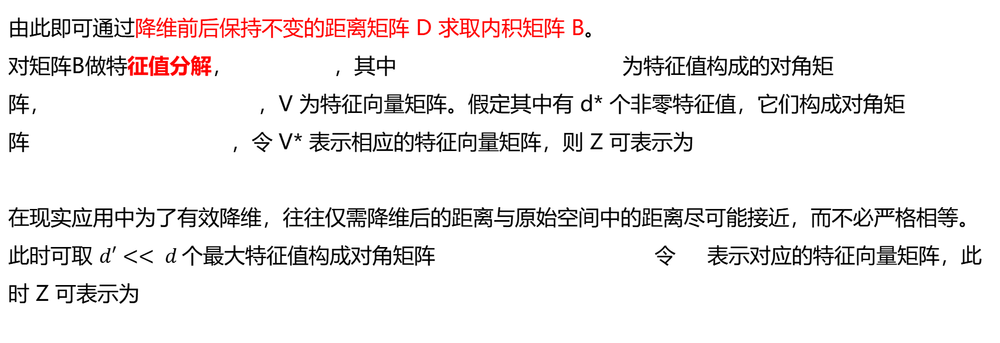 由此即可通过降维前后保持不变的距离矩阵 D 求取内积矩阵 B。
对矩阵B做特征值分解， ，其中 为特征值构成的对角矩
阵， ，V 为特征向量矩阵。假定其中有 d* 个非零特征值，它们构成对角矩
阵 ，令 V* 表示相应的特征向量矩阵，则 Z 可表示为
在现实应用中为了有效降维，往往仅需降维后的距离与原始空间中的距离尽可能接近，而不必严格相等。
此时可取 d′ << d 个最大特征值构成对角矩阵 令 表示对应的特征向量矩阵，此
时 Z 可表示为